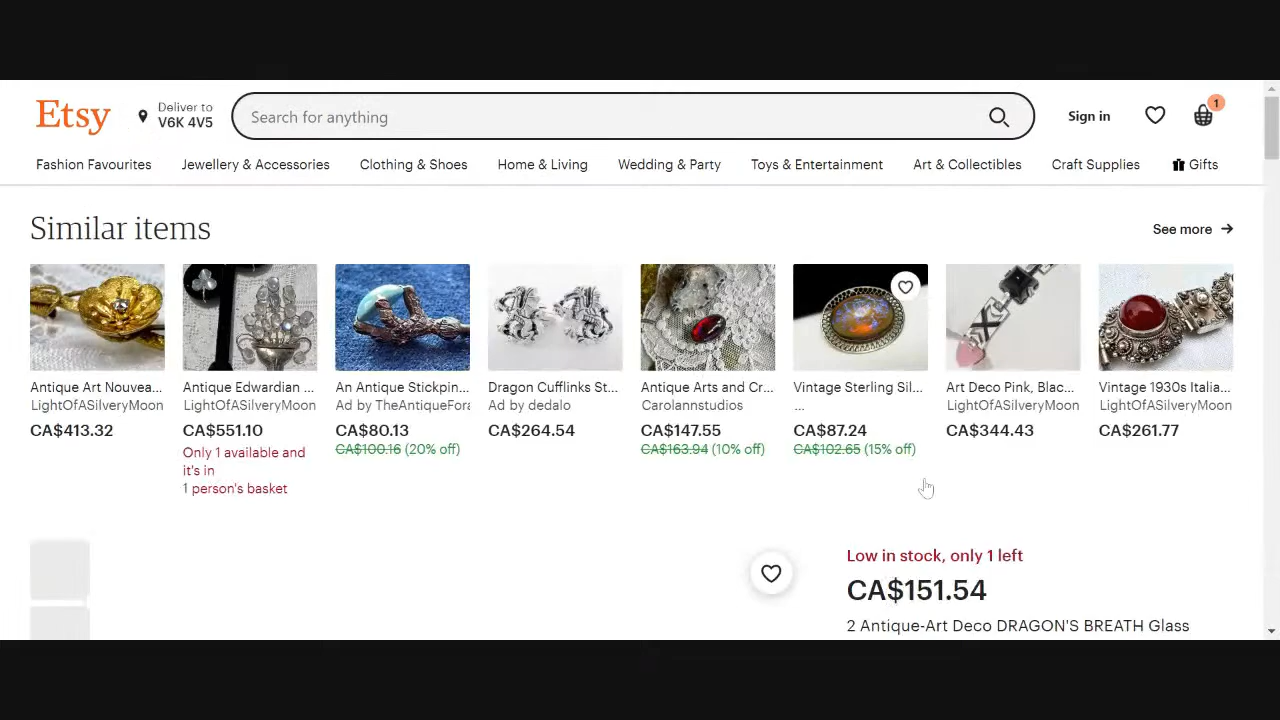 Etsy
Deliver to
V6K 4V5
Search for anything
Sign in
1
Fashion Favourites Jewellery & Accessories Clothing & Shoes Home & Living Wedding & Party Toys & Entertainment Art & Collectibles Craft Supplies Gifts
Similar items
See more
Antique Art Nouvea... Antique Edwardian ... An Antique Stickpin... Dragon Cufflinks St... Antique Arts and Cr... Vintage Sterling Sil... Art Deco Pink, Blac... Vintage 1930s Italia...
LightOfASilveryMoon LightOfASilveryMoon Ad by TheAntiqueFora Ad by dedalo Carolannstudios ... LightOfASilveryMoon LightOfASilveryMoon
CA$413.32 CA$551.10 CA$80.13 CA$264.54 CA$147.55 CA$87.24 CA$344.43 CA$261.77
Only 1 available and CA$100.16 (20% off) CA$163.94 (10% off) CA$102.65 (15% off)
it's in
1 person's basket
Low in stock, only 1 left
CA$151.54
2 Antique-Art Deco DRAGON'S BREATH Glass